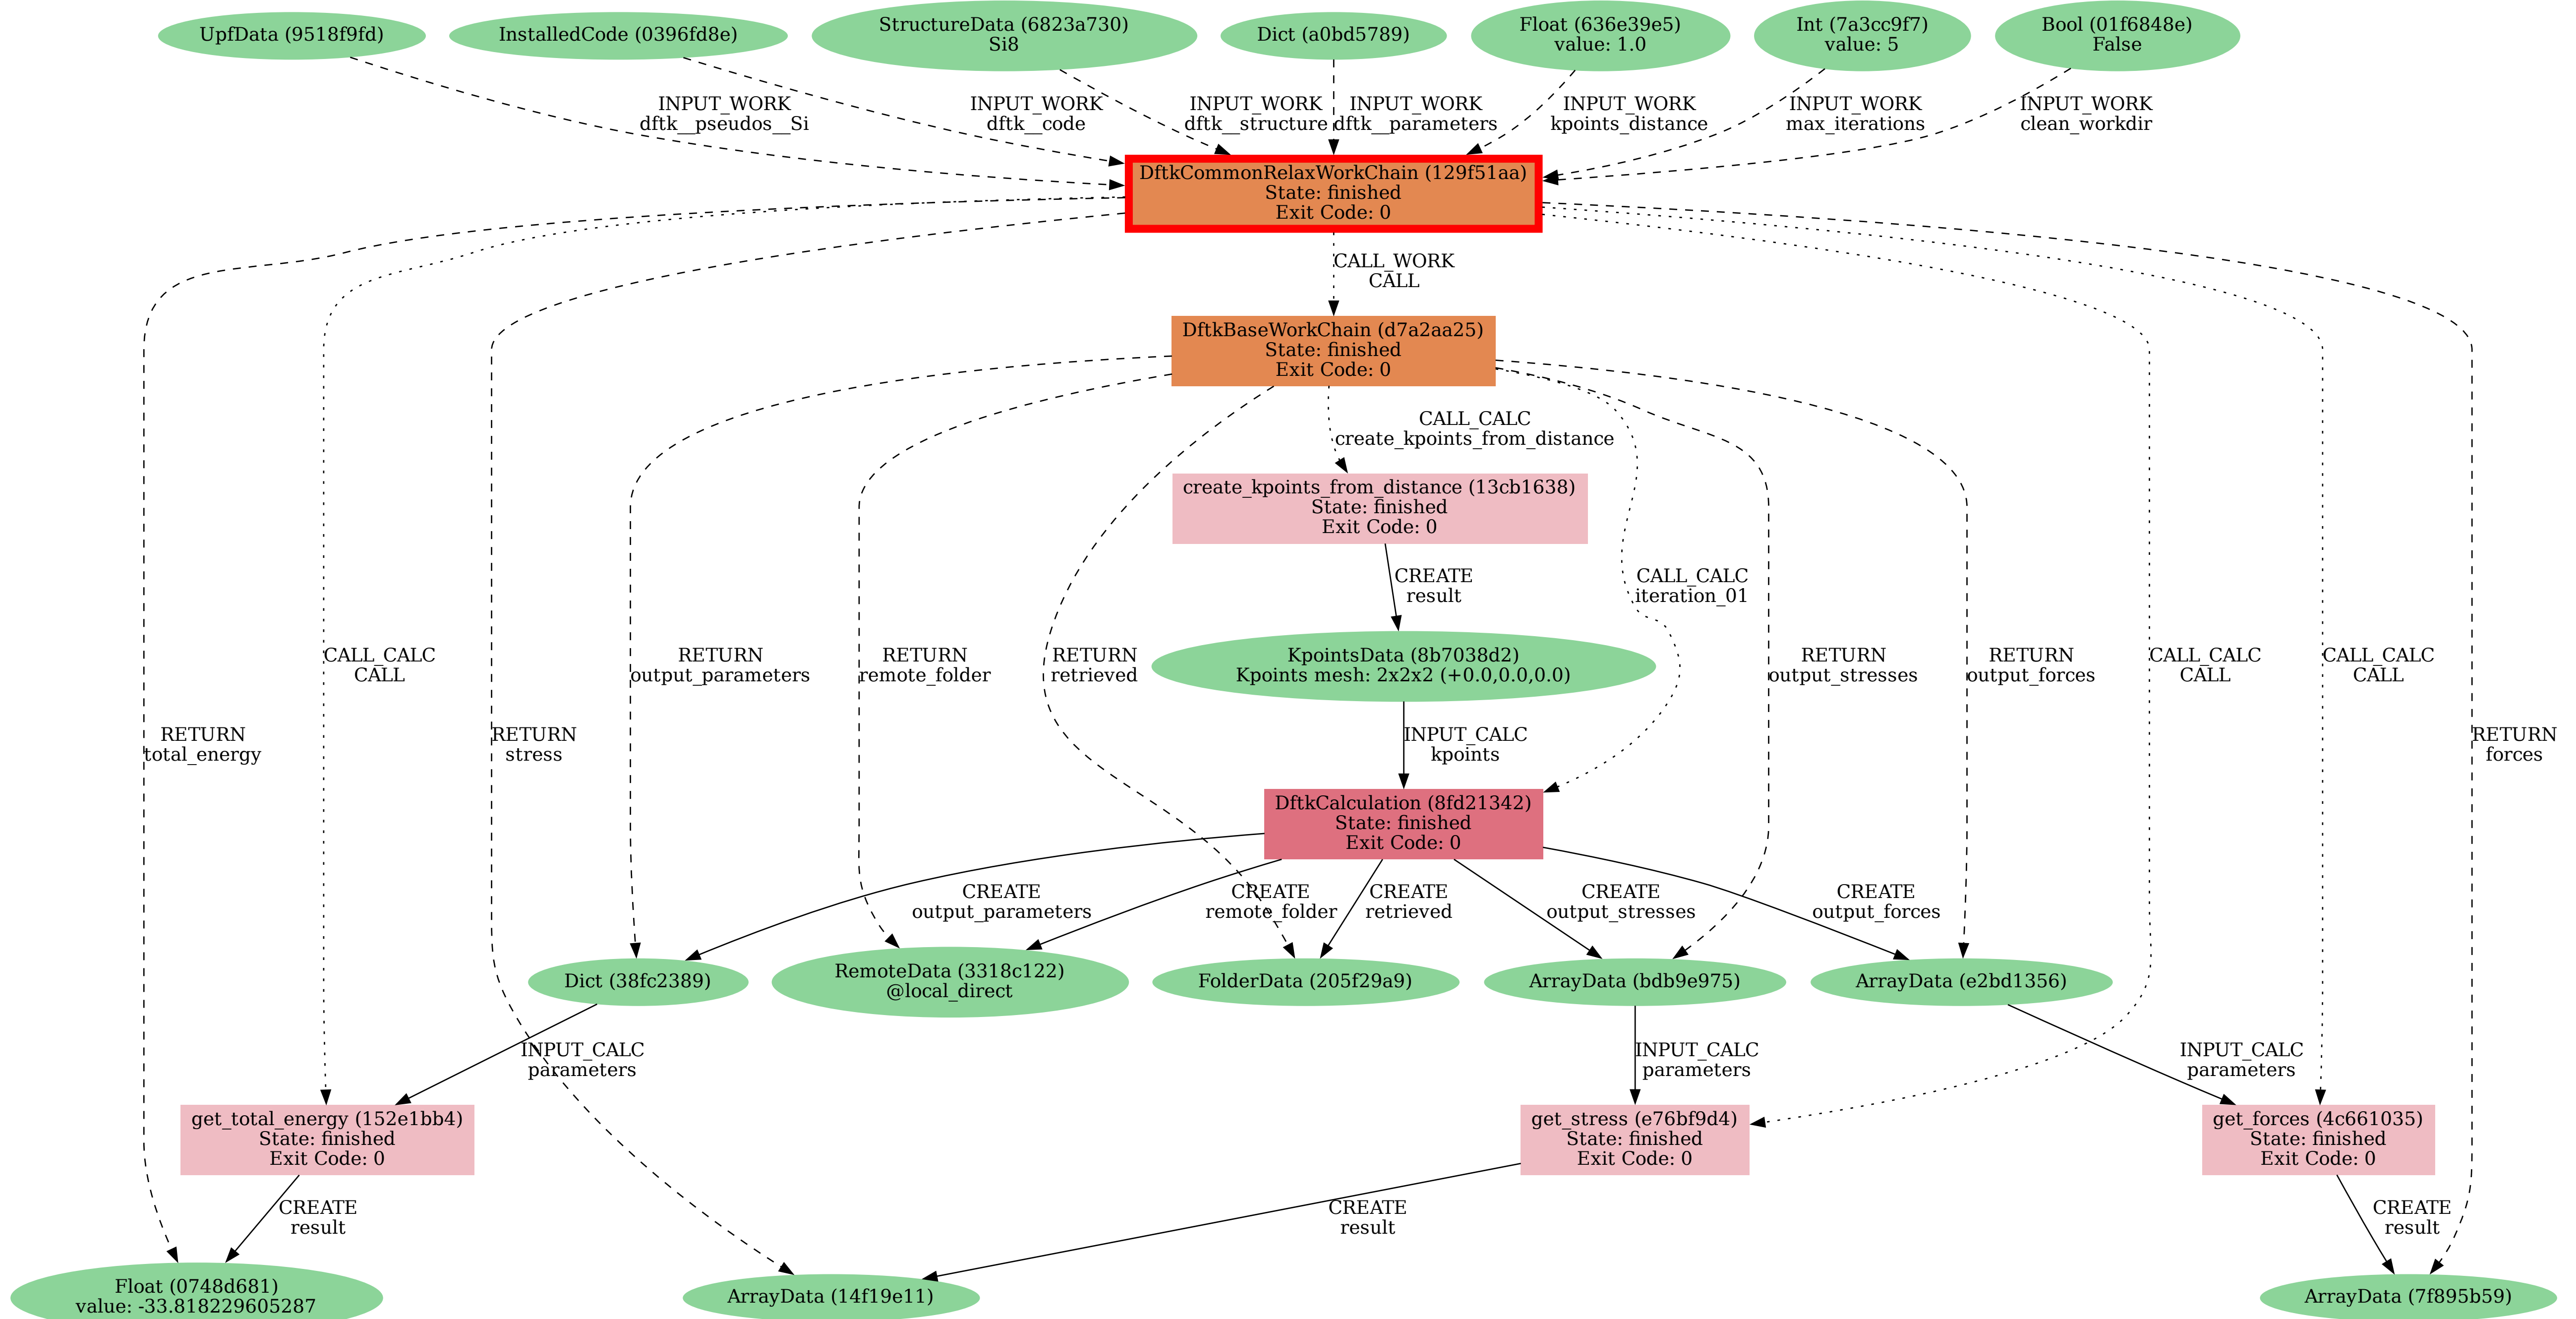 UpfData (9518f9fd)
InstalledCode (0396fd8e)
StructureData (6823a730)
Si8
Dict (a0bd5789)
Float (636e39e5)
value: 1.0
Int (7a3cc9f7)
value: 5
Bool (01f6848e)
False
INPUT_WORK
dftk__pseudos__Si
INPUT_WORK
dftk__code
INPUT_WORK
dftk__structure
INPUT_WORK
dftk__parameters
INPUT_WORK
kpoints_distance
INPUT_WORK
max_iterations
INPUT_WORK
clean_workdir
DftkCommonRelaxWorkChain (129f51aa)
State: finished
Exit Code: 0
CALL_WORK
CALL
DftkBaseWorkChain (d7a2aa25)
State: finished
Exit Code: 0
CALL_CALC
create_kpoints_from_distance
create_kpoints_from_distance (13cb1638)
State: finished
Exit Code: 0
CREATE
result
CALL_CALC
iteration_01
CALL_CALC
CALL
RETURN
output_parameters
RETURN
remote_folder
RETURN
retrieved
KpointsData (8b7038d2)
Kpoints mesh: 2x2x2 (+0.0,0.0,0.0)
RETURN
output_stresses
RETURN
output_forces
CALL_CALC
CALL
CALL_CALC
CALL
RETURN
total_energy
RETURN
stress
INPUT_CALC
kpoints
RETURN
forces
DftkCalculation (8fd21342)
State: finished
Exit Code: 0
CREATE
output_parameters
CREATE
remote_folder
CREATE
retrieved
CREATE
output_stresses
CREATE
output_forces
Dict (38fc2389)
RemoteData (3318c122)
@local_direct
FolderData (205f29a9)
ArrayData (bdb9e975)
ArrayData (e2bd1356)
INPUT_CALC
parameters
INPUT_CALC
parameters
INPUT_CALC
parameters
get_total_energy (152e1bb4)
State: finished
Exit Code: 0
get_stress (e76bf9d4)
State: finished
Exit Code: 0
get_forces (4c661035)
State: finished
Exit Code: 0
CREATE
result
CREATE
result
CREATE
result
Float (0748d681)
value: -33.818229605287
ArrayData (14f19e11)
ArrayData (7f895b59)